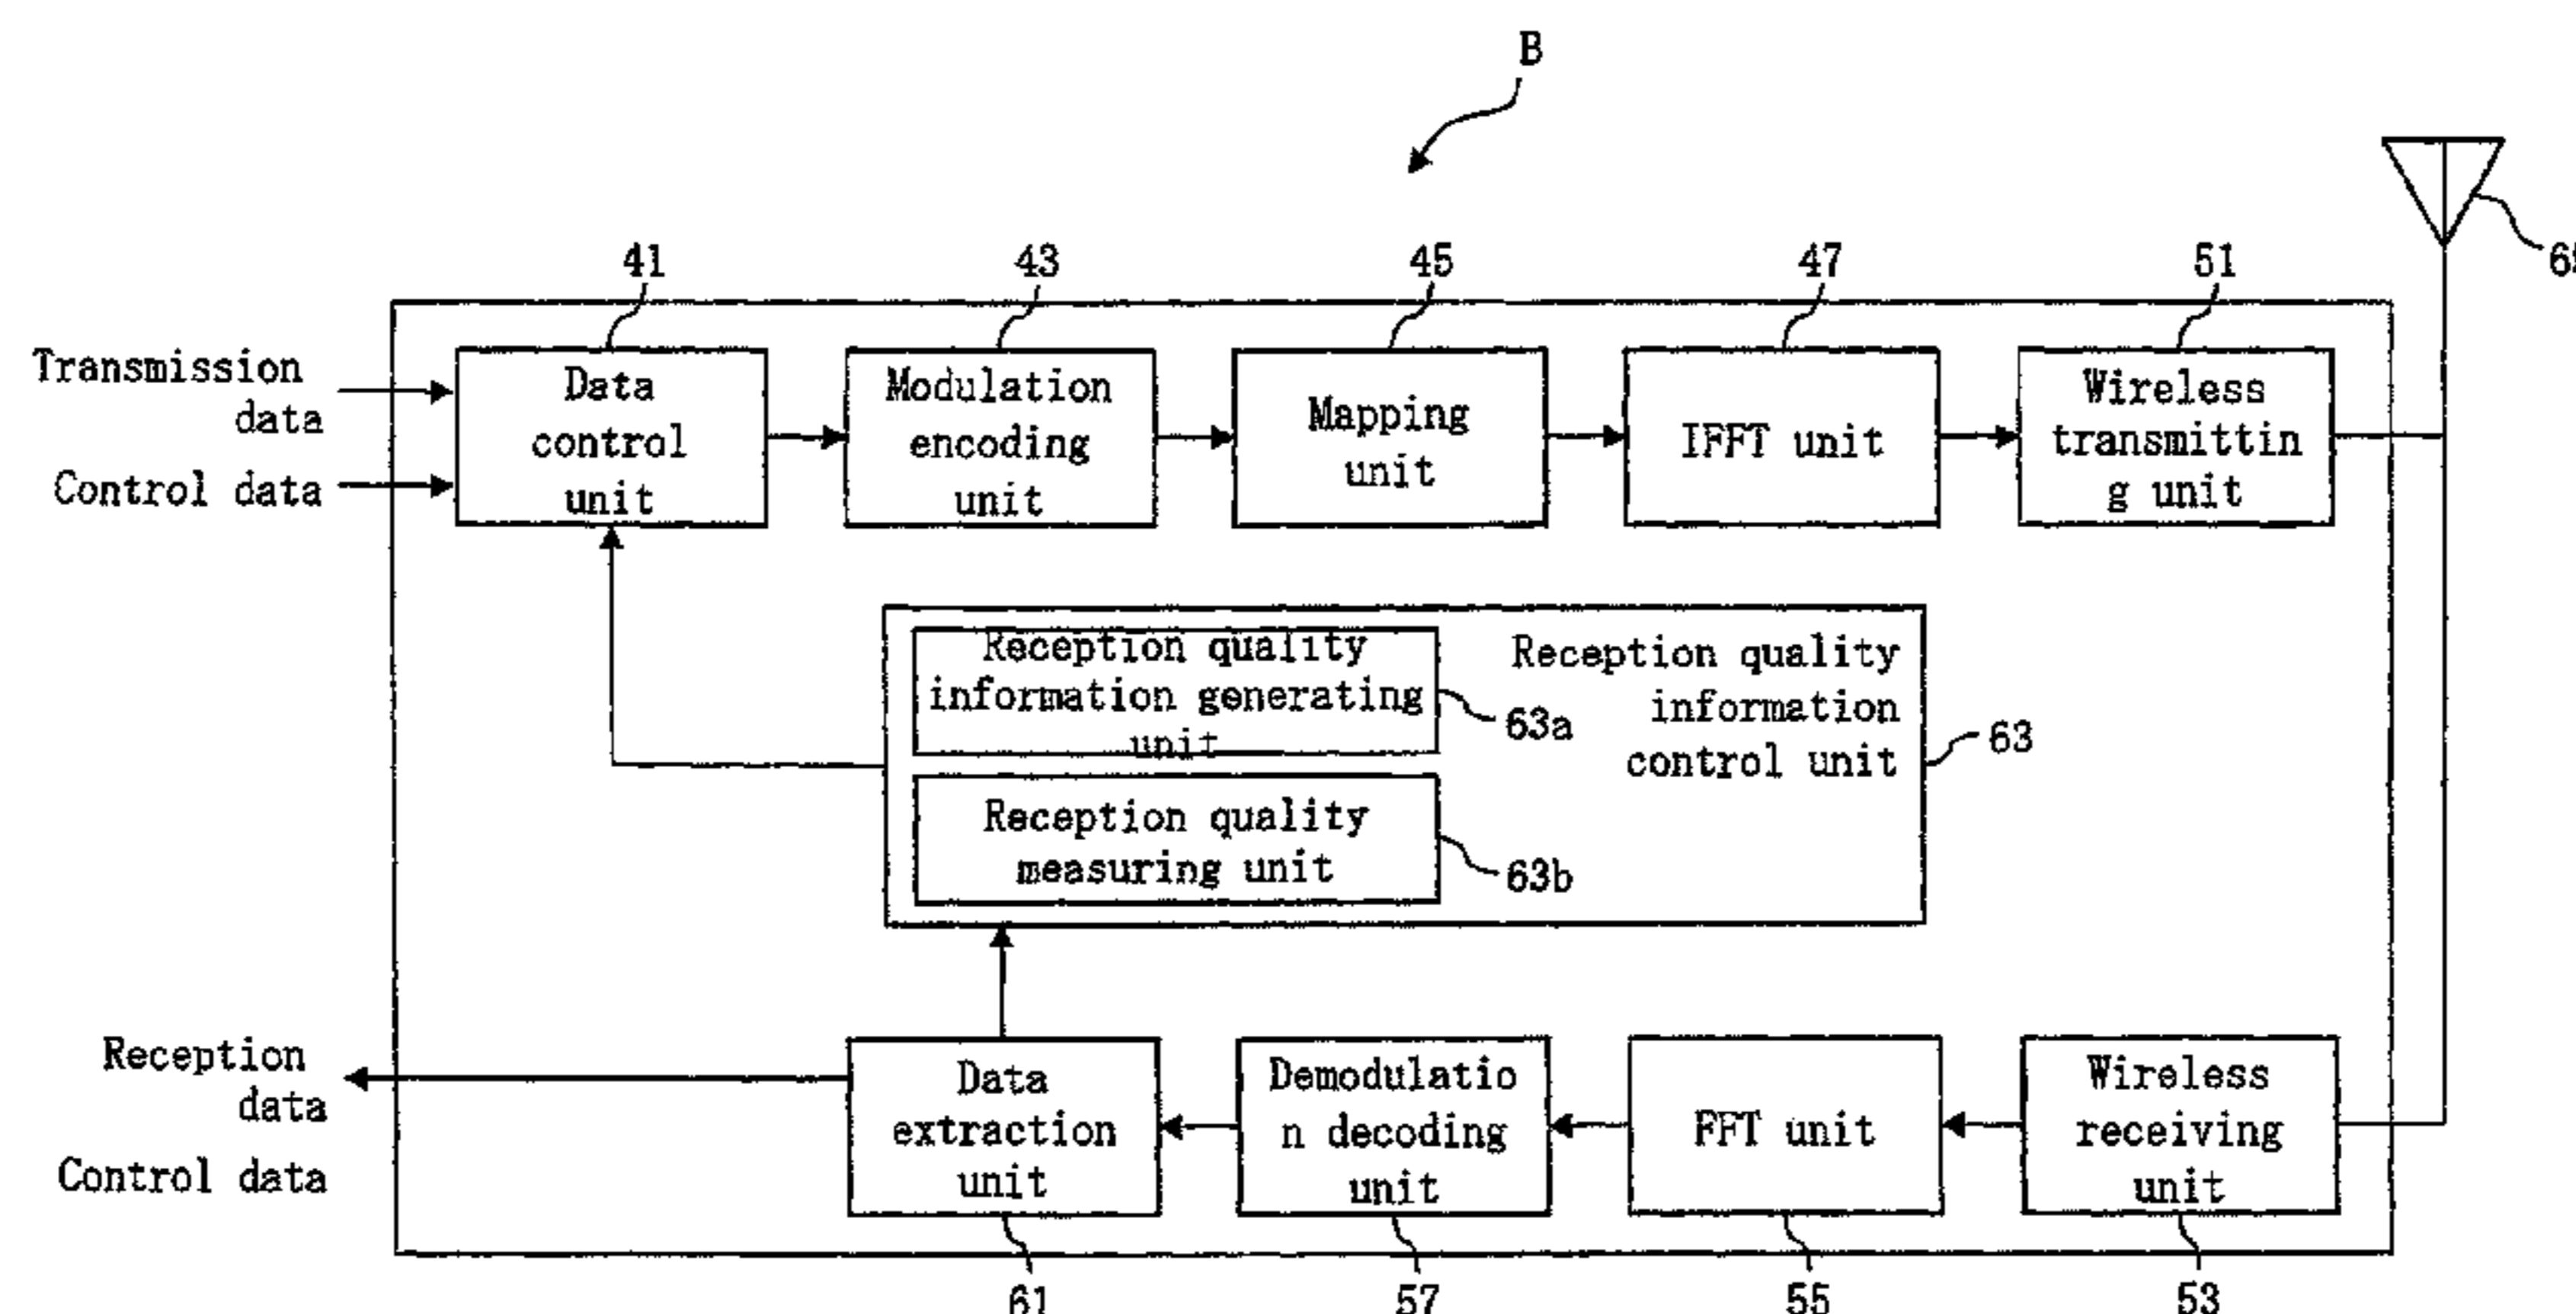 B
41
43
45
47
51
Transmission
data
Control data
Data
control
unit
Modulation
encoding
unit
Mapping
unit
IFFT unit
Wireless
transmittin
g unit
Reception quality
information generating
unit
63a
Reception quality
information
control unit
63
Reception quality
measuring unit
63b
Reception
data
Control data
Data
extraction
unit
Demodulatio
n decoding
unit
FFT unit
Wireless
receiving
unit
61
57
55
53